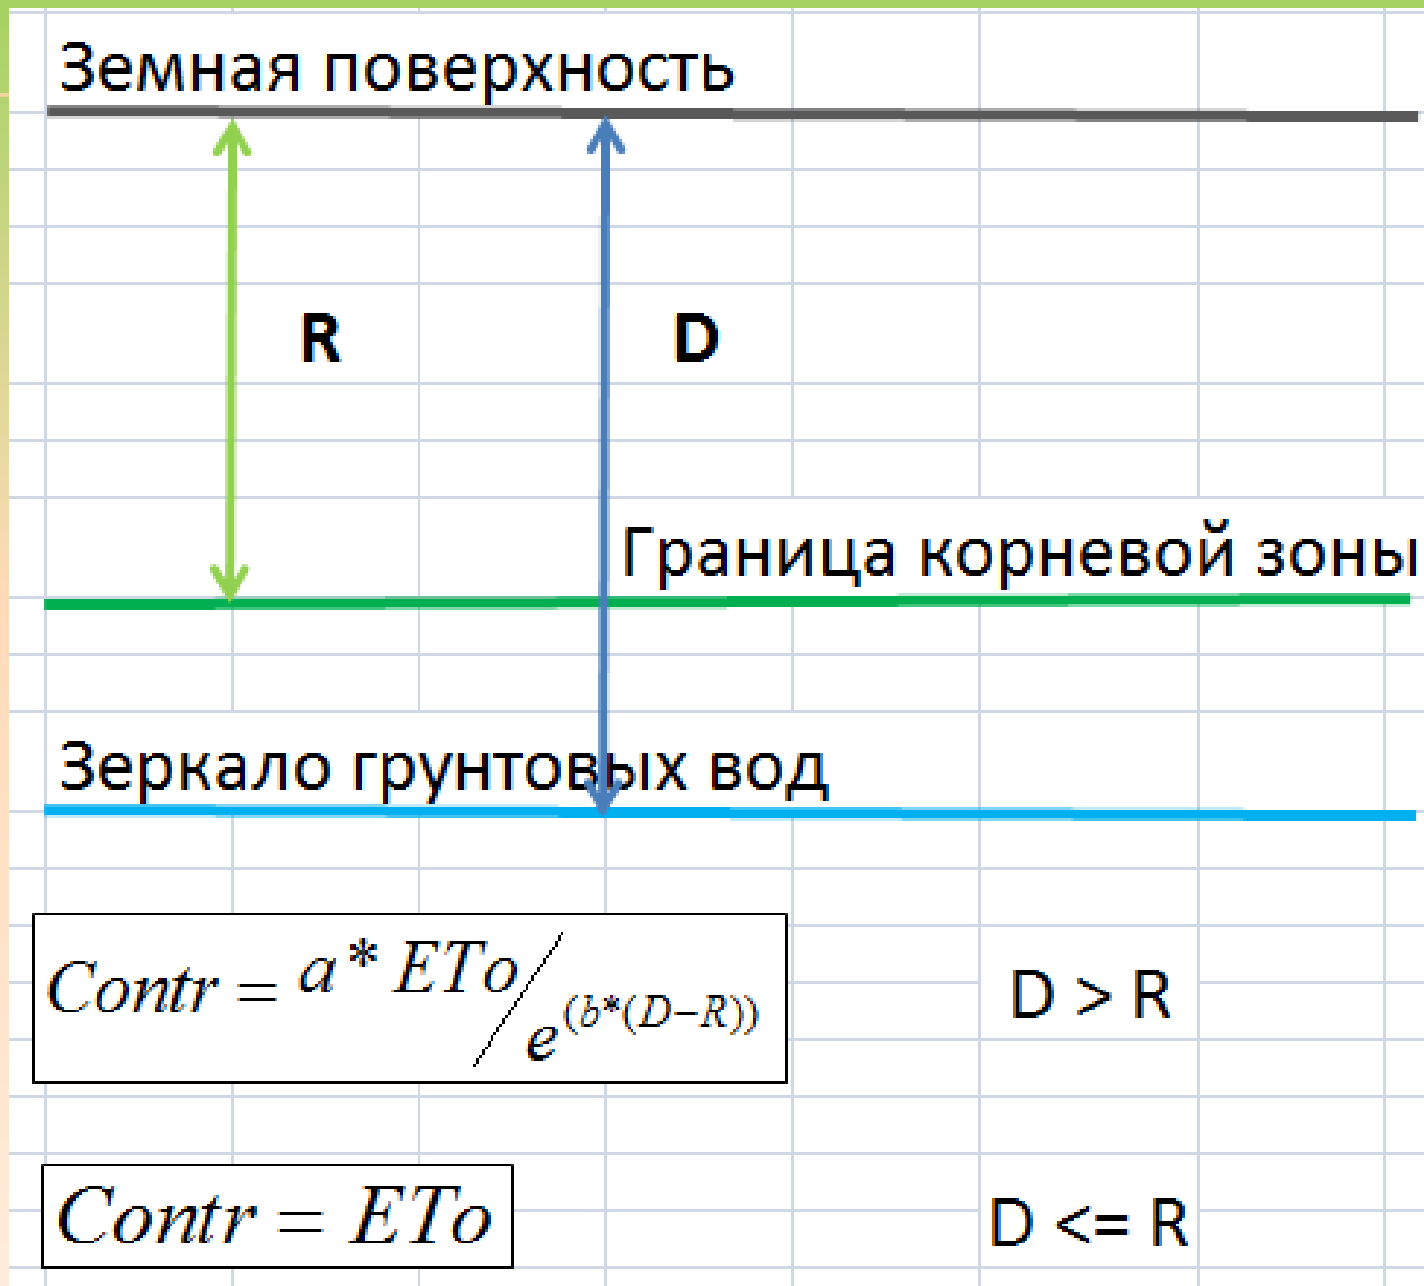 Земная поверхность
R D
Граница корневой зоны
Зеркало грунтовых вод
Contr = a * ETo / e^(b*(D−R)) D > R
Contr = ETo D <= R